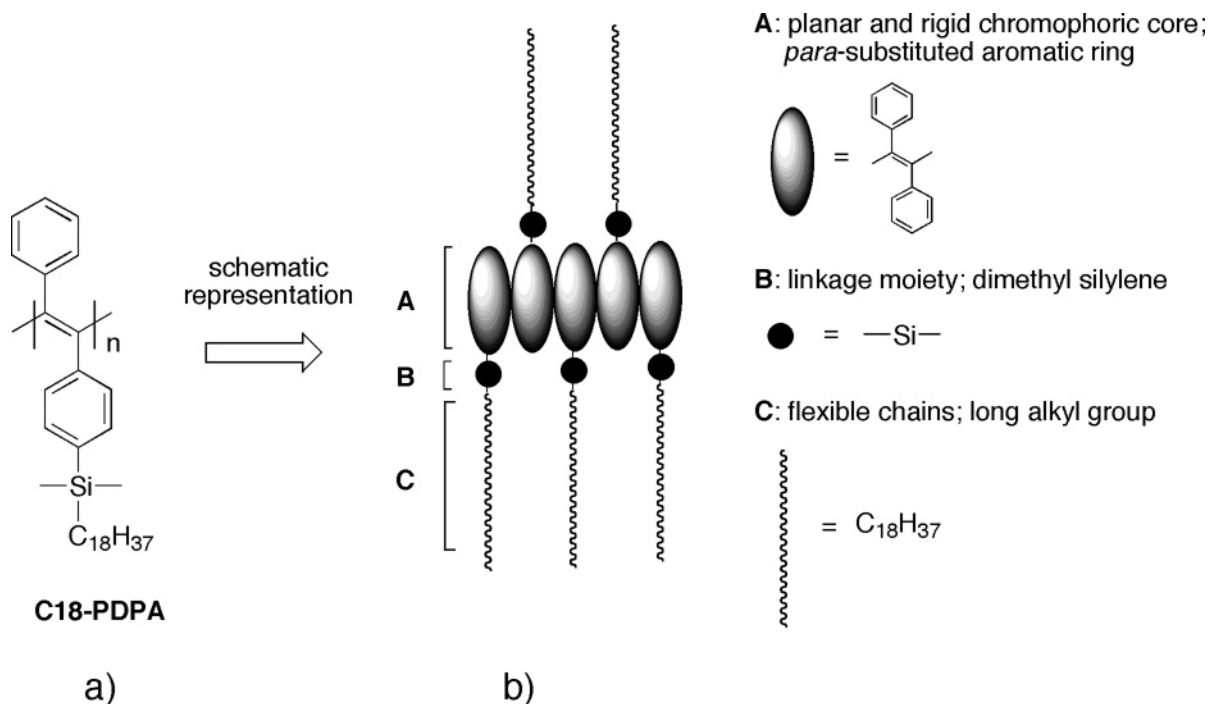 n
Si
C18H37
C18-PDPA
a)
schematic
representation
A
B
C
b)
A: planar and rigid chromophoric core;
para-substituted aromatic ring
=
B: linkage moiety; dimethyl silylene
= —Si—
C: flexible chains; long alkyl group
= C18H37